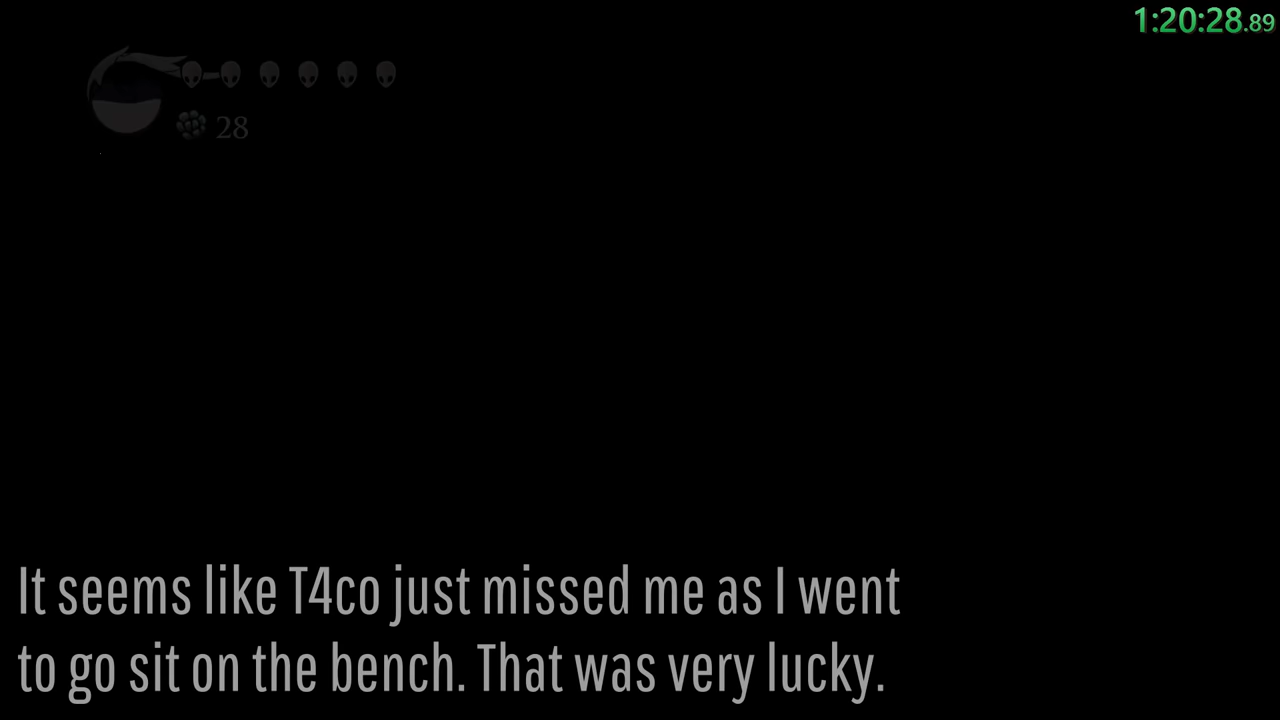 1:20:28.89
28
It seems like T4co just missed me as I went
to go sit on the bench. That was very lucky.